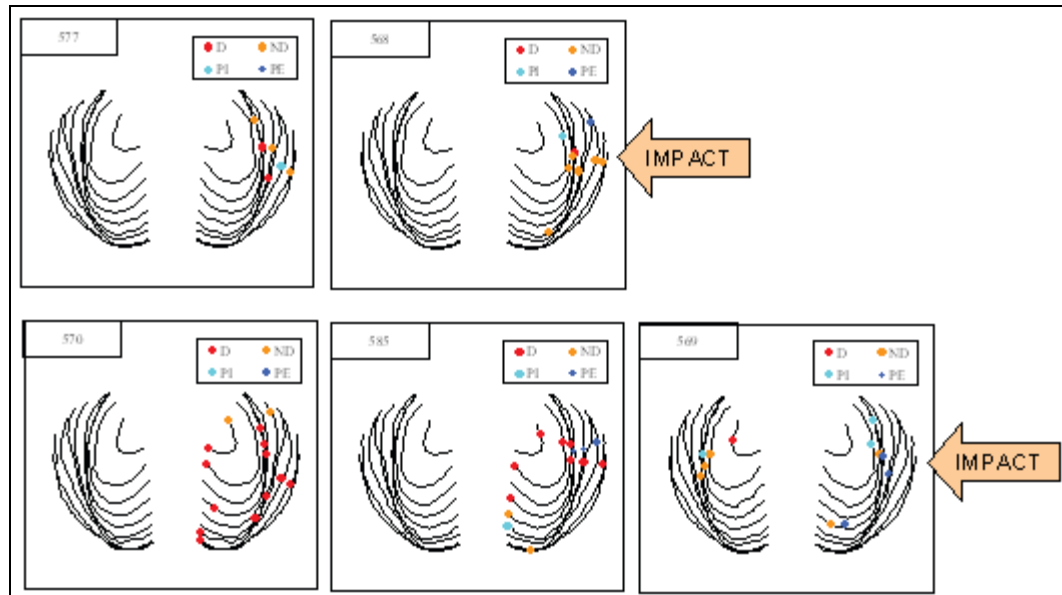 577
D ND
PI PE
568
D ND
PI PE
IMPACT
570
D ND
PI PE
585
D ND
PI PE
569
D ND
PI PE
IMPACT